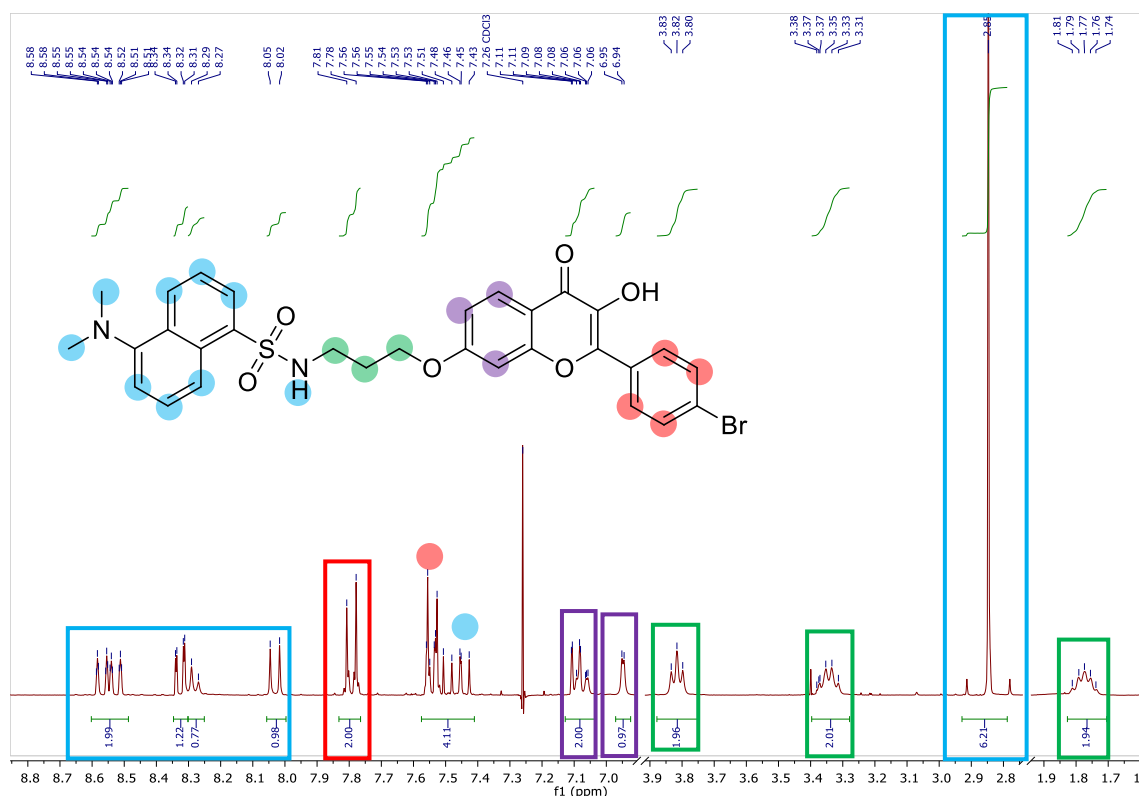 8.58 8.58 8.55 8.55 8.54 8.54 8.54 8.52 8.51 8.51 8.34 8.34 8.32 8.31 8.29 8.27 8.05 8.02 7.81 7.78 7.56 7.56 7.55 7.54 7.53 7.53 7.51 7.48 7.46 7.45 7.43 7.26 CDCl3 7.11 7.11 7.09 7.08 7.08 7.06 7.06 7.06 6.95 6.94 3.83 3.82 3.80 3.38 3.37 3.37 3.35 3.33 3.31 2.85 1.81 1.79 1.77 1.76 1.74
O
OH
N
S
O
O
N
H
O
O
Br
1.99 1.22 0.77 0.98 2.00 4.11 2.00 0.97 1.96 2.01 6.21 1.94
8.8 8.7 8.6 8.5 8.4 8.3 8.2 8.1 8.0 7.9 7.8 7.7 7.6 7.5 7.4 7.3 7.2 7.1 7.0 3.9 3.8 3.7 3.6 3.5 3.4 3.3 3.2 3.1 3.0 2.9 2.8 1.9 1.8 1.7
f1 (ppm)